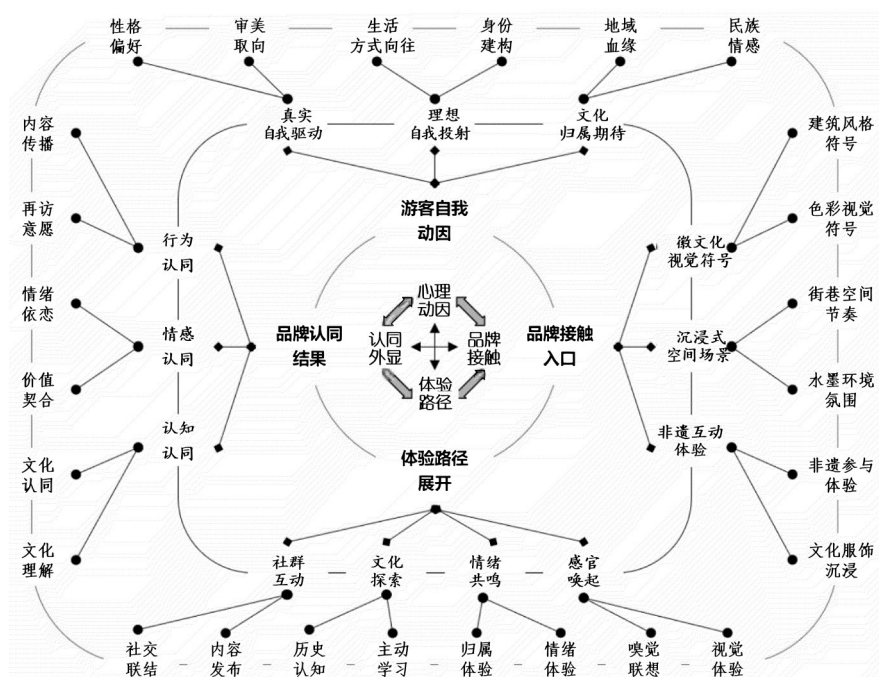 性格
偏好
审美
取向
生活
方式向往
身份
建构
地域
血缘
民族
情感
真实
自我驱动
理想
自我投射
文化
归属期待
游客自我
动因
内容
传播
再访
意愿
情绪
依恋
价值
契合
文化
认同
文化
理解
行为
认同
情感
认同
认知
认同
品牌认同
结果
心理
动因
认同
外显
品牌
接触
体验
路径
品牌接触
入口
徽文化
视觉符号
沉浸式
空间场景
非遗互动
体验
建筑风格
符号
色彩视觉
符号
街巷空间
节奏
水墨环境
氛围
非遗参与
体验
文化服饰
沉浸
体验路径
展开
社群
互动
文化
探索
情绪
共鸣
感官
唤起
社交
联结
内容
发布
历史
认知
主动
学习
归属
体验
情绪
体验
嗅觉
联想
视觉
体验